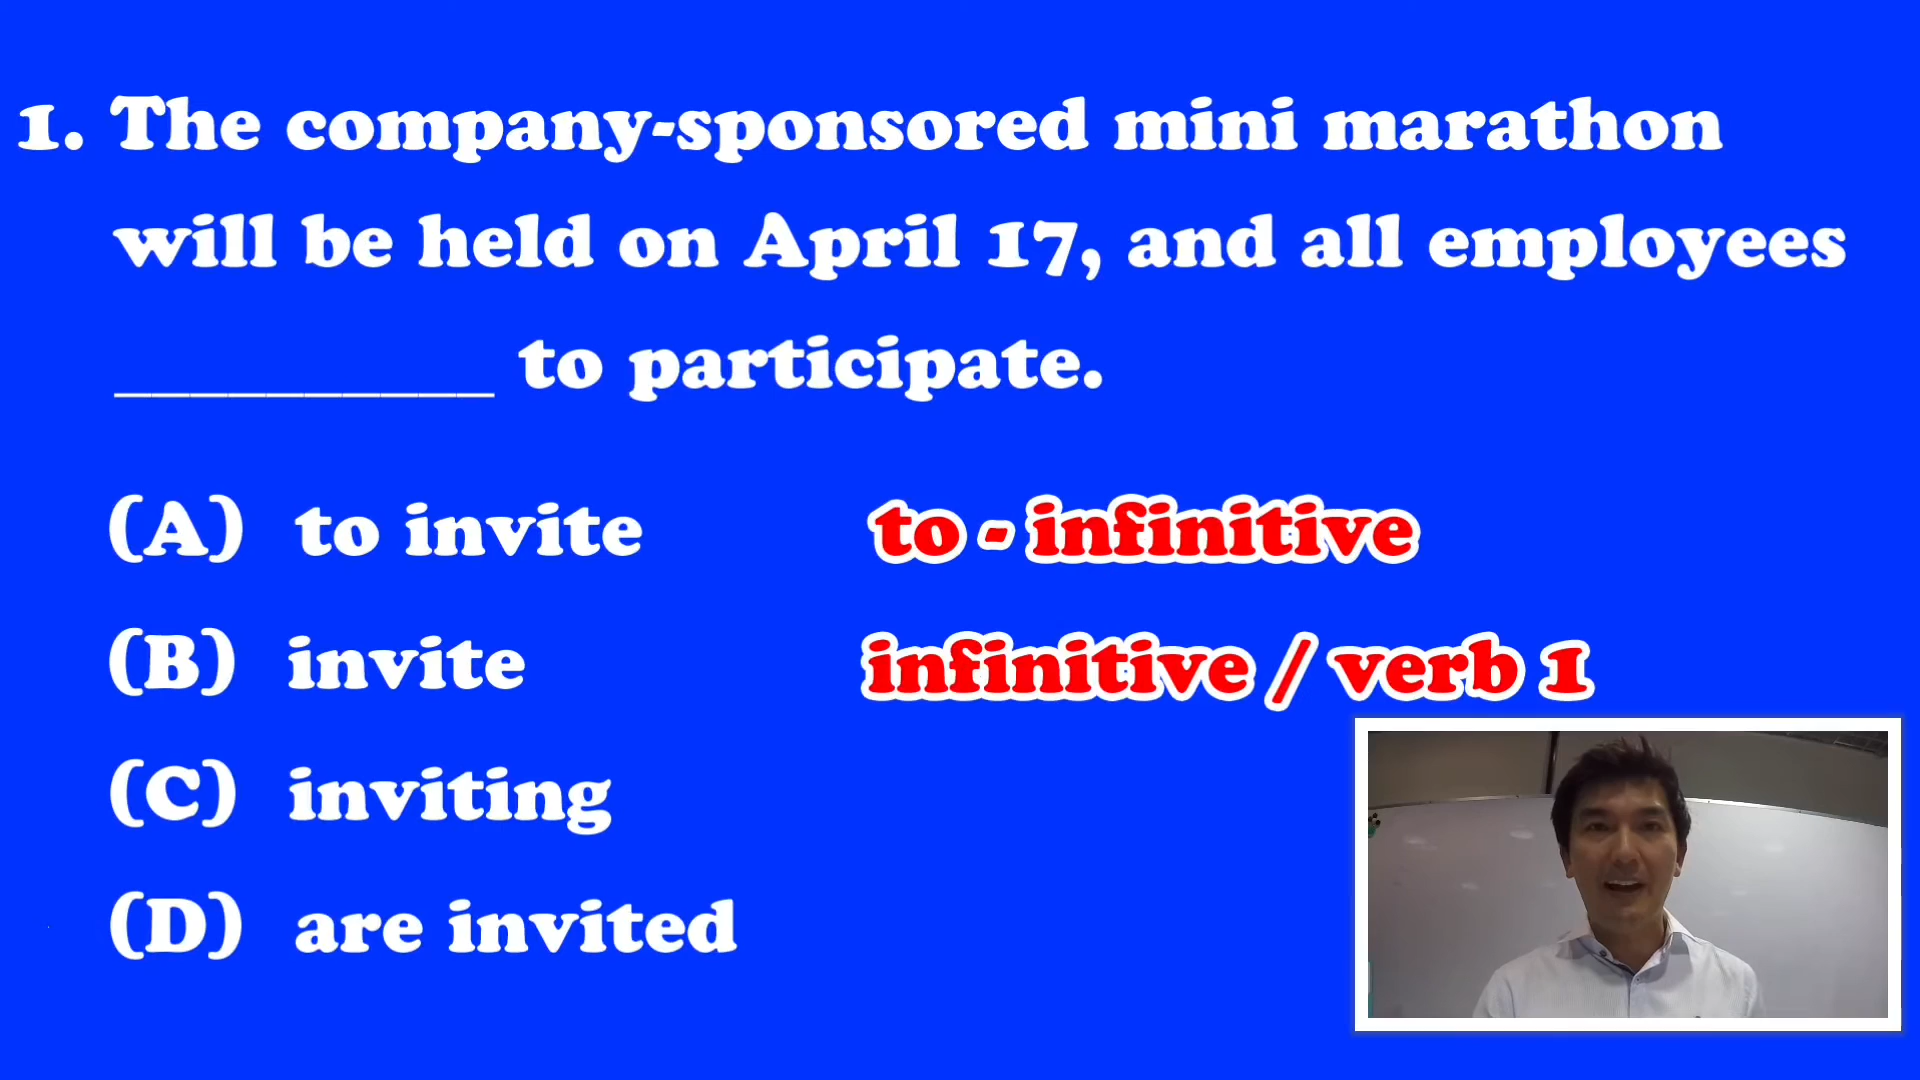 1. The company-sponsored mini marathon
will be held on April 17, and all employees
__________ to participate.
(A) to invite to - infinitive
(B) invite infinitive / verb 1
(C) inviting
(D) are invited